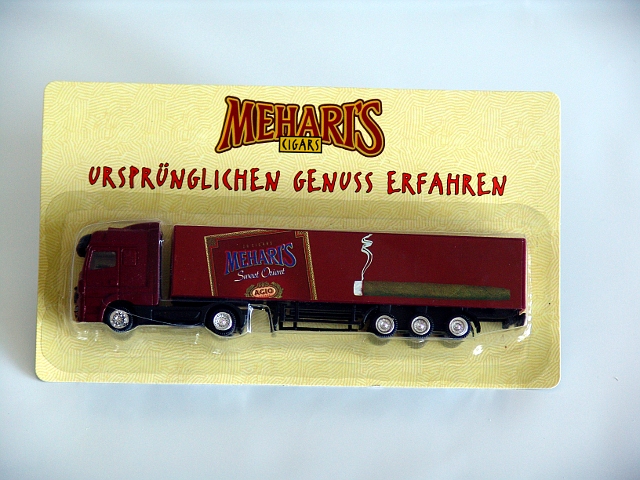 MEHARI'S
CIGARS
URSPRÜNGLICHEN GENUSS ERFAHREN
MEHARI'S
Sweet Orient
AGIO